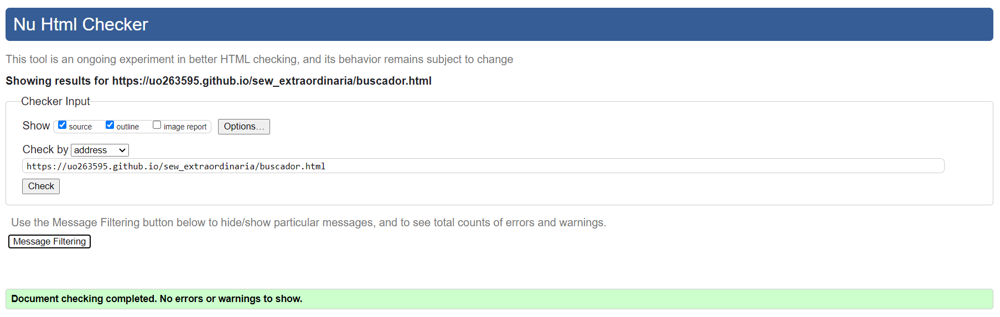 Nu Html Checker
This tool is an ongoing experiment in better HTML checking, and its behavior remains subject to change
Showing results for https://uo263595.github.io/sew_extraordinaria/buscador.html
Checker Input
Show source outline image report Options...
Check by address
https://uo263595.github.io/sew_extraordinaria/buscador.html
Check
Use the Message Filtering button below to hide/show particular messages, and to see total counts of errors and warnings.
Message Filtering
Document checking completed. No errors or warnings to show.